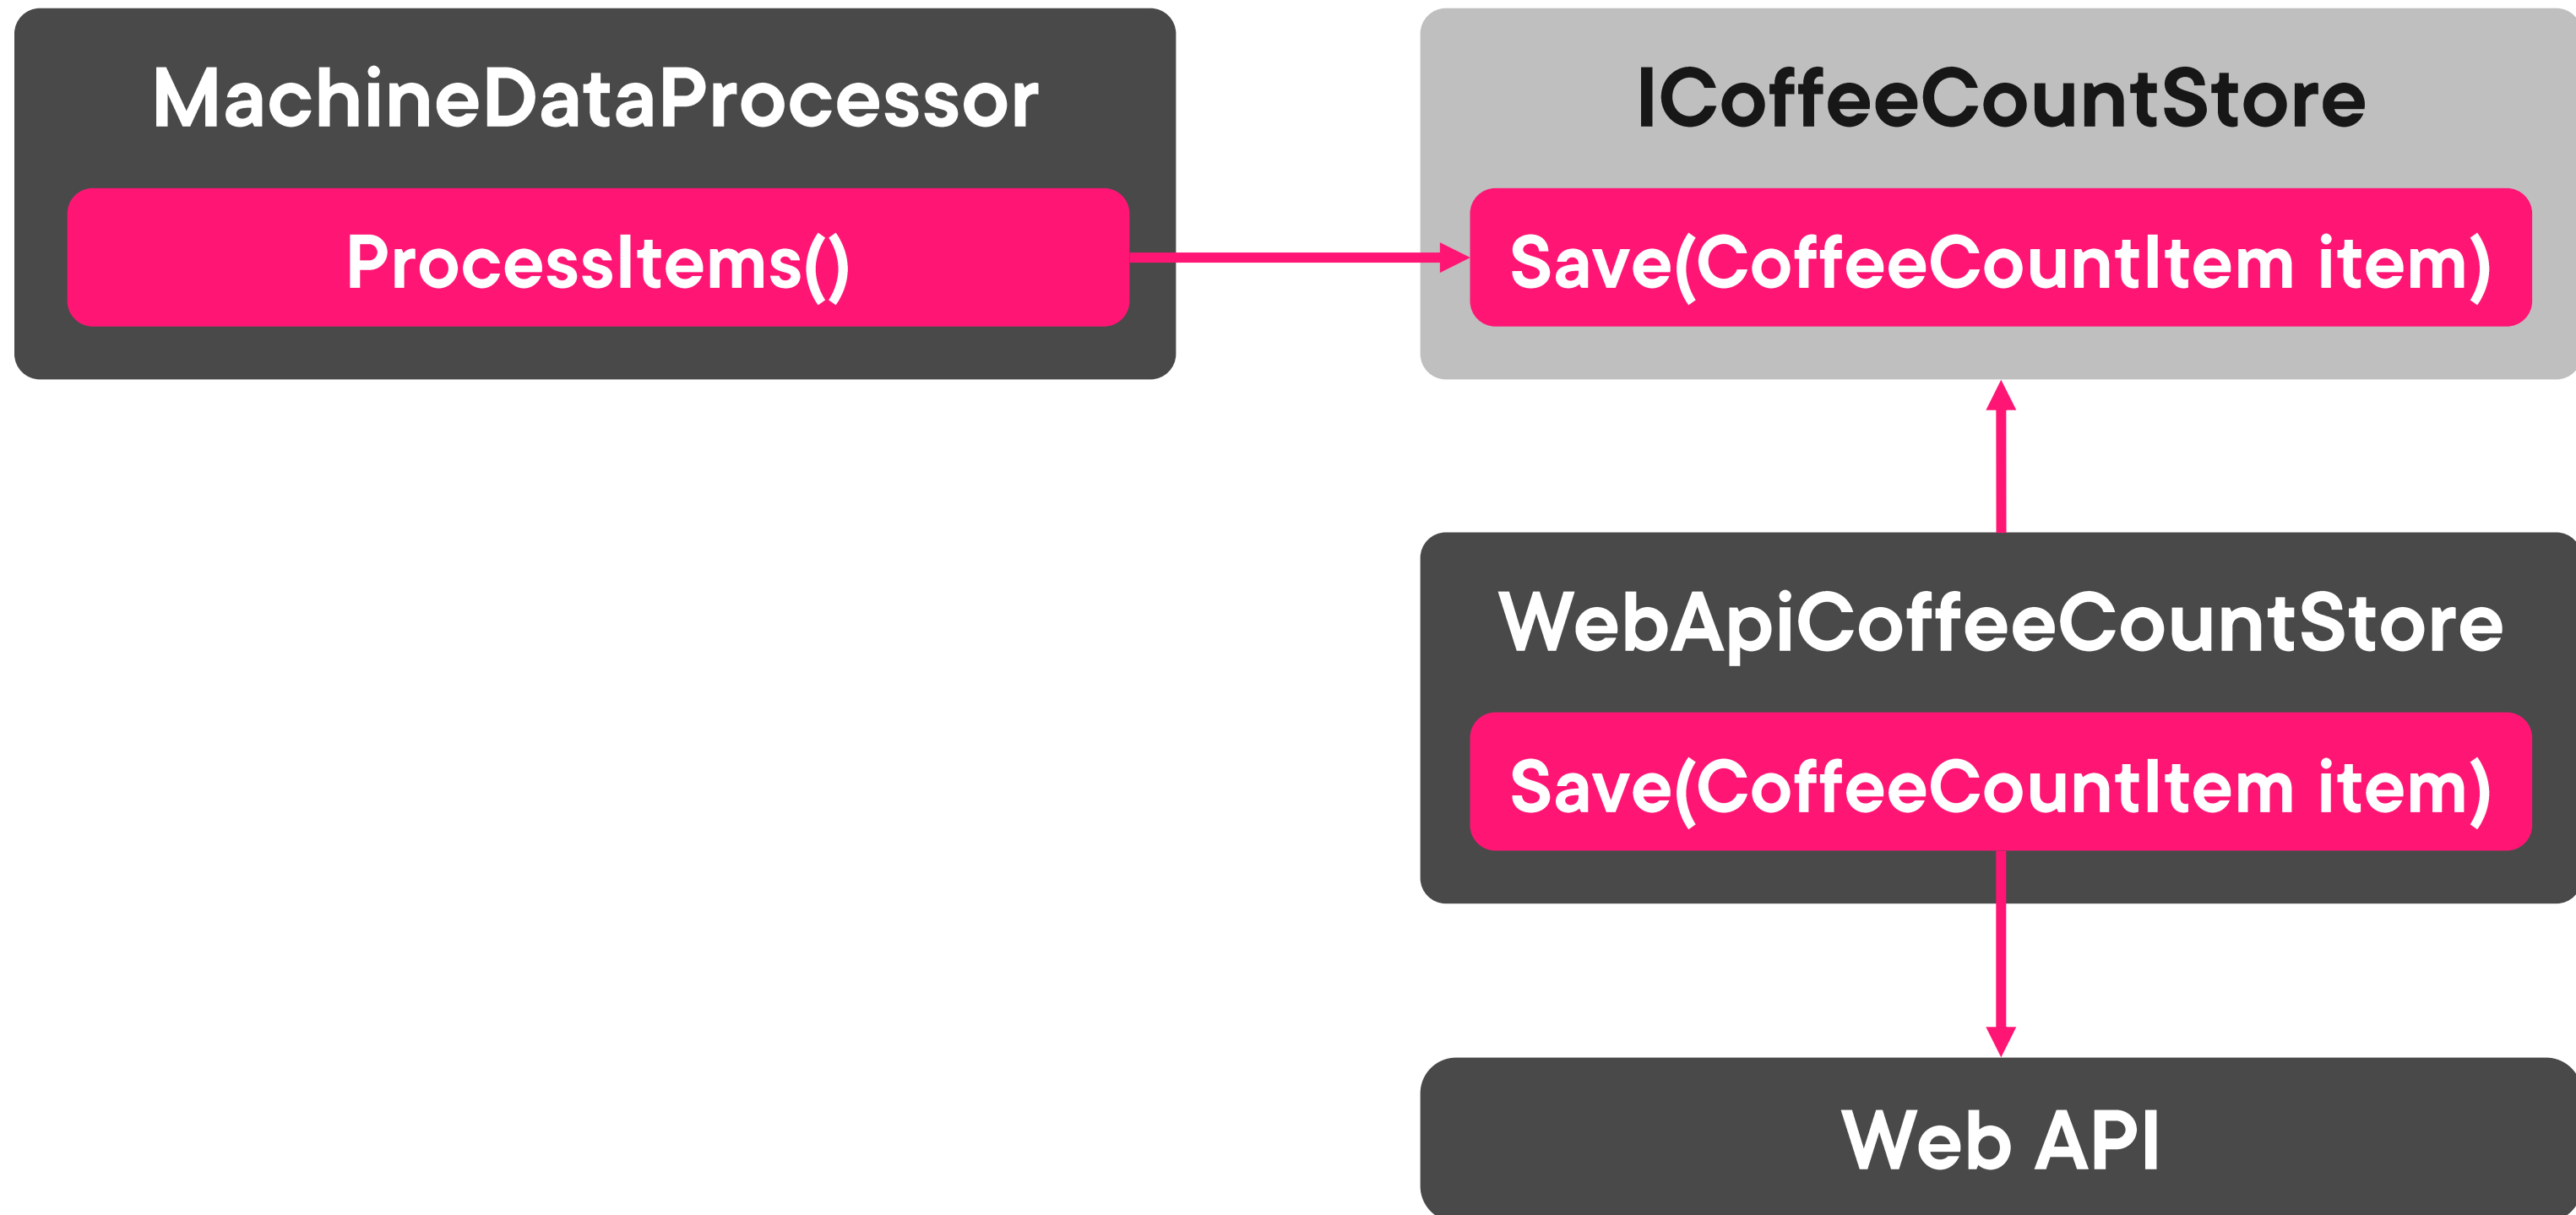 MachineDataProcessor
ProcessItems()
ICoffeeCountStore
Save(CoffeeCountItem item)
WebApiCoffeeCountStore
Save(CoffeeCountItem item)
Web API